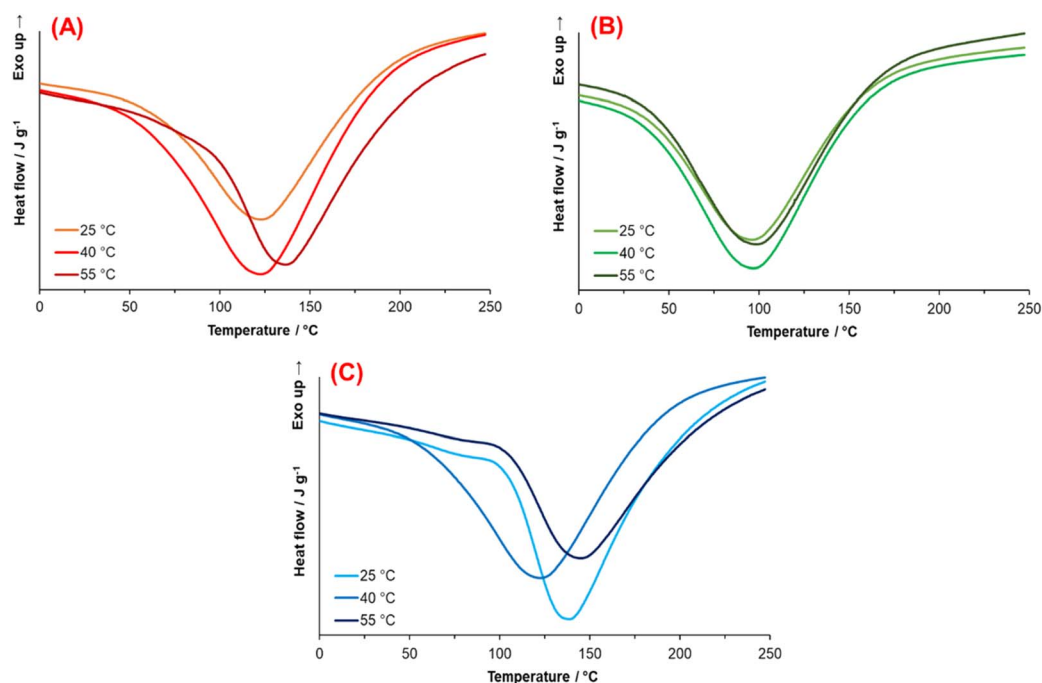 (A)
Exo up →
Heat flow / J g⁻¹
25 °C
40 °C
55 °C
0 50 100 150 200 250
Temperature / °C
(B)
Exo up →
Heat flow / J g⁻¹
25 °C
40 °C
55 °C
0 50 100 150 200 250
Temperature / °C
(C)
Exo up →
Heat flow / J g⁻¹
25 °C
40 °C
55 °C
0 50 100 150 200 250
Temperature / °C